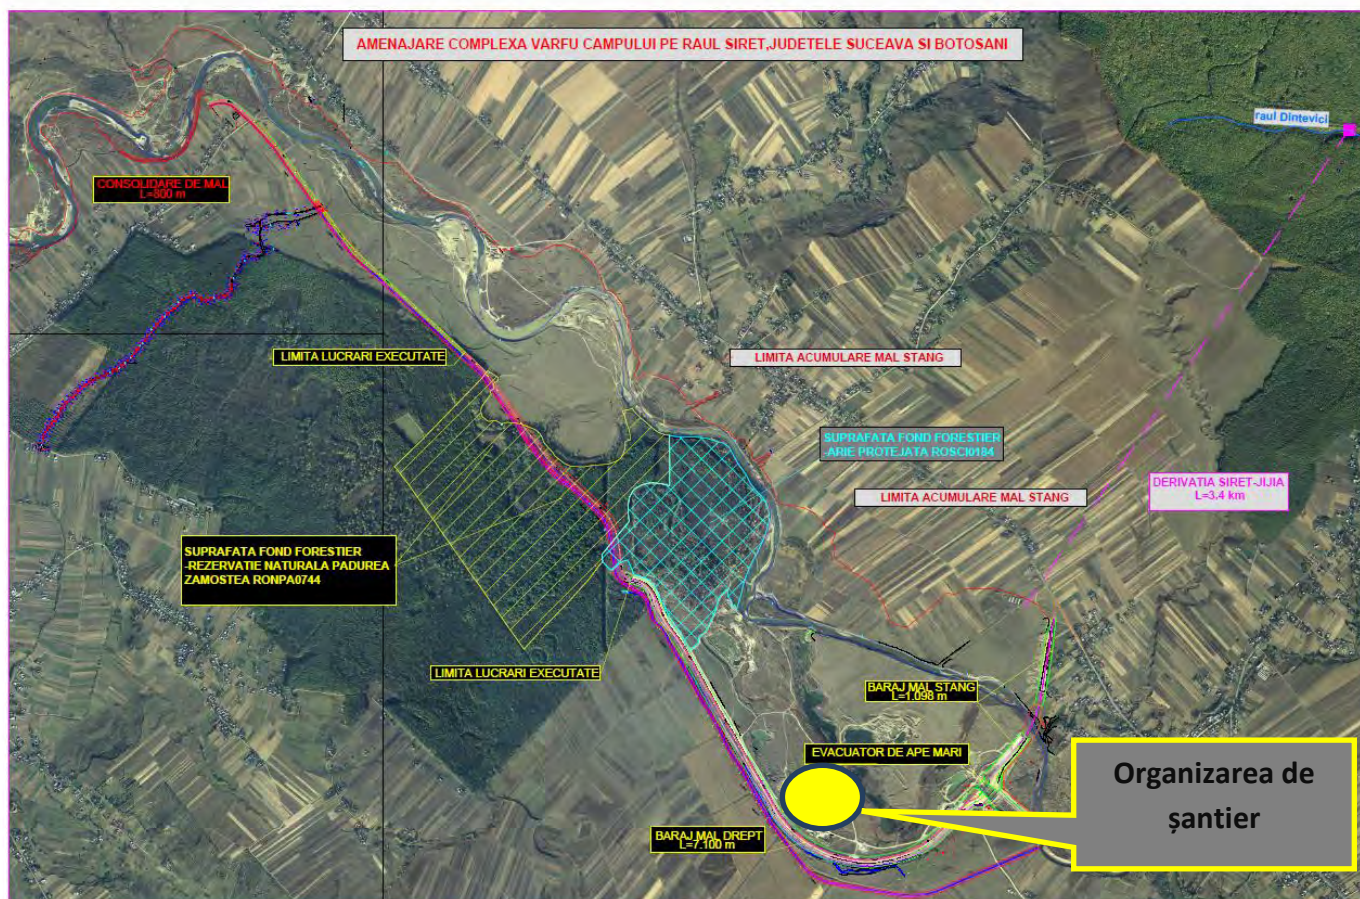 AMENAJARE COMPLEXA VARFU CAMPULUI PE RAUL SIRET,JUDETELE SUCEAVA SI BOTOSANI
raul Dintevici
CONSOLIDARE DE MAL
L=800 m
LIMITA LUCRARI EXECUTATE
LIMITA ACUMULARE MAL STANG
SUPRAFATA FOND FORESTIER
-ARIE PROTEJATA ROSCI0184
LIMITA ACUMULARE MAL STANG
DERIVATIA SIRET-JIJIA
L=3.4 km
SUPRAFATA FOND FORESTIER
-REZERVATIE NATURALA PADUREA
ZAMOSTEA RONPA0744
LIMITA LUCRARI EXECUTATE
BARAJ MAL STANG
L=1.098 m
EVACUATOR DE APE MARI
BARAJ MAL DREPT
L=7.100 m
Organizarea de
șantier